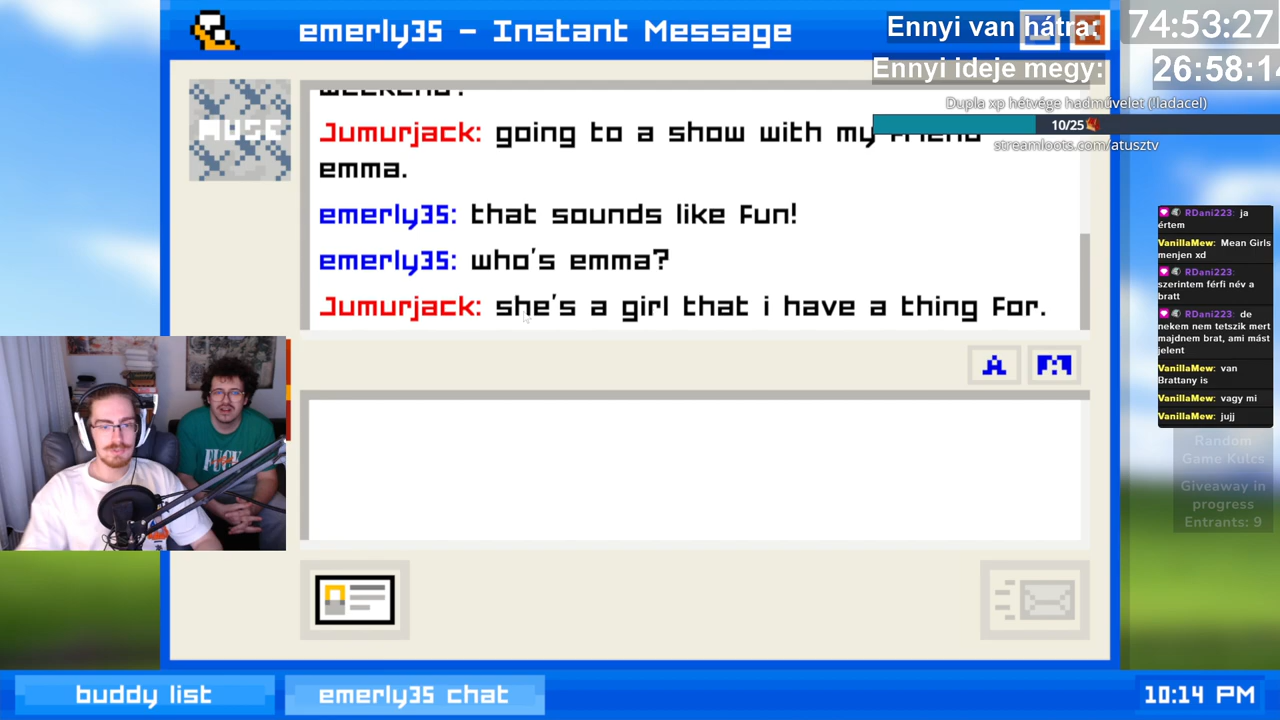 emerly35 - Instant Message
Ennyi van hátra:
74:53:27
Ennyi ideje megy:
26:58:14
Dupla xp hétvége hadművelet (!ladacel)
10/25
streamloots.com/atusztv
MUSE
weekend?
Jumurjack: going to a show with my friend
emma.
emerly35: that sounds like fun!
emerly35: who's emma?
Jumurjack: she's a girl that i have a thing for.
A
RDani223: ja
értem
VanillaMew: Mean Girls
menjen xd
RDani223:
szerintem férfi név a
bratt
RDani223: de
nekem nem tetszik mert
majdnem brat, ami mást
jelent
VanillaMew: van
Brattany is
VanillaMew: vagy mi
VanillaMew: jujj
Random
Game Kulcs
Giveaway in
progress
Entrants: 9
FUCK
buddy list
emerly35 chat
10:14 PM